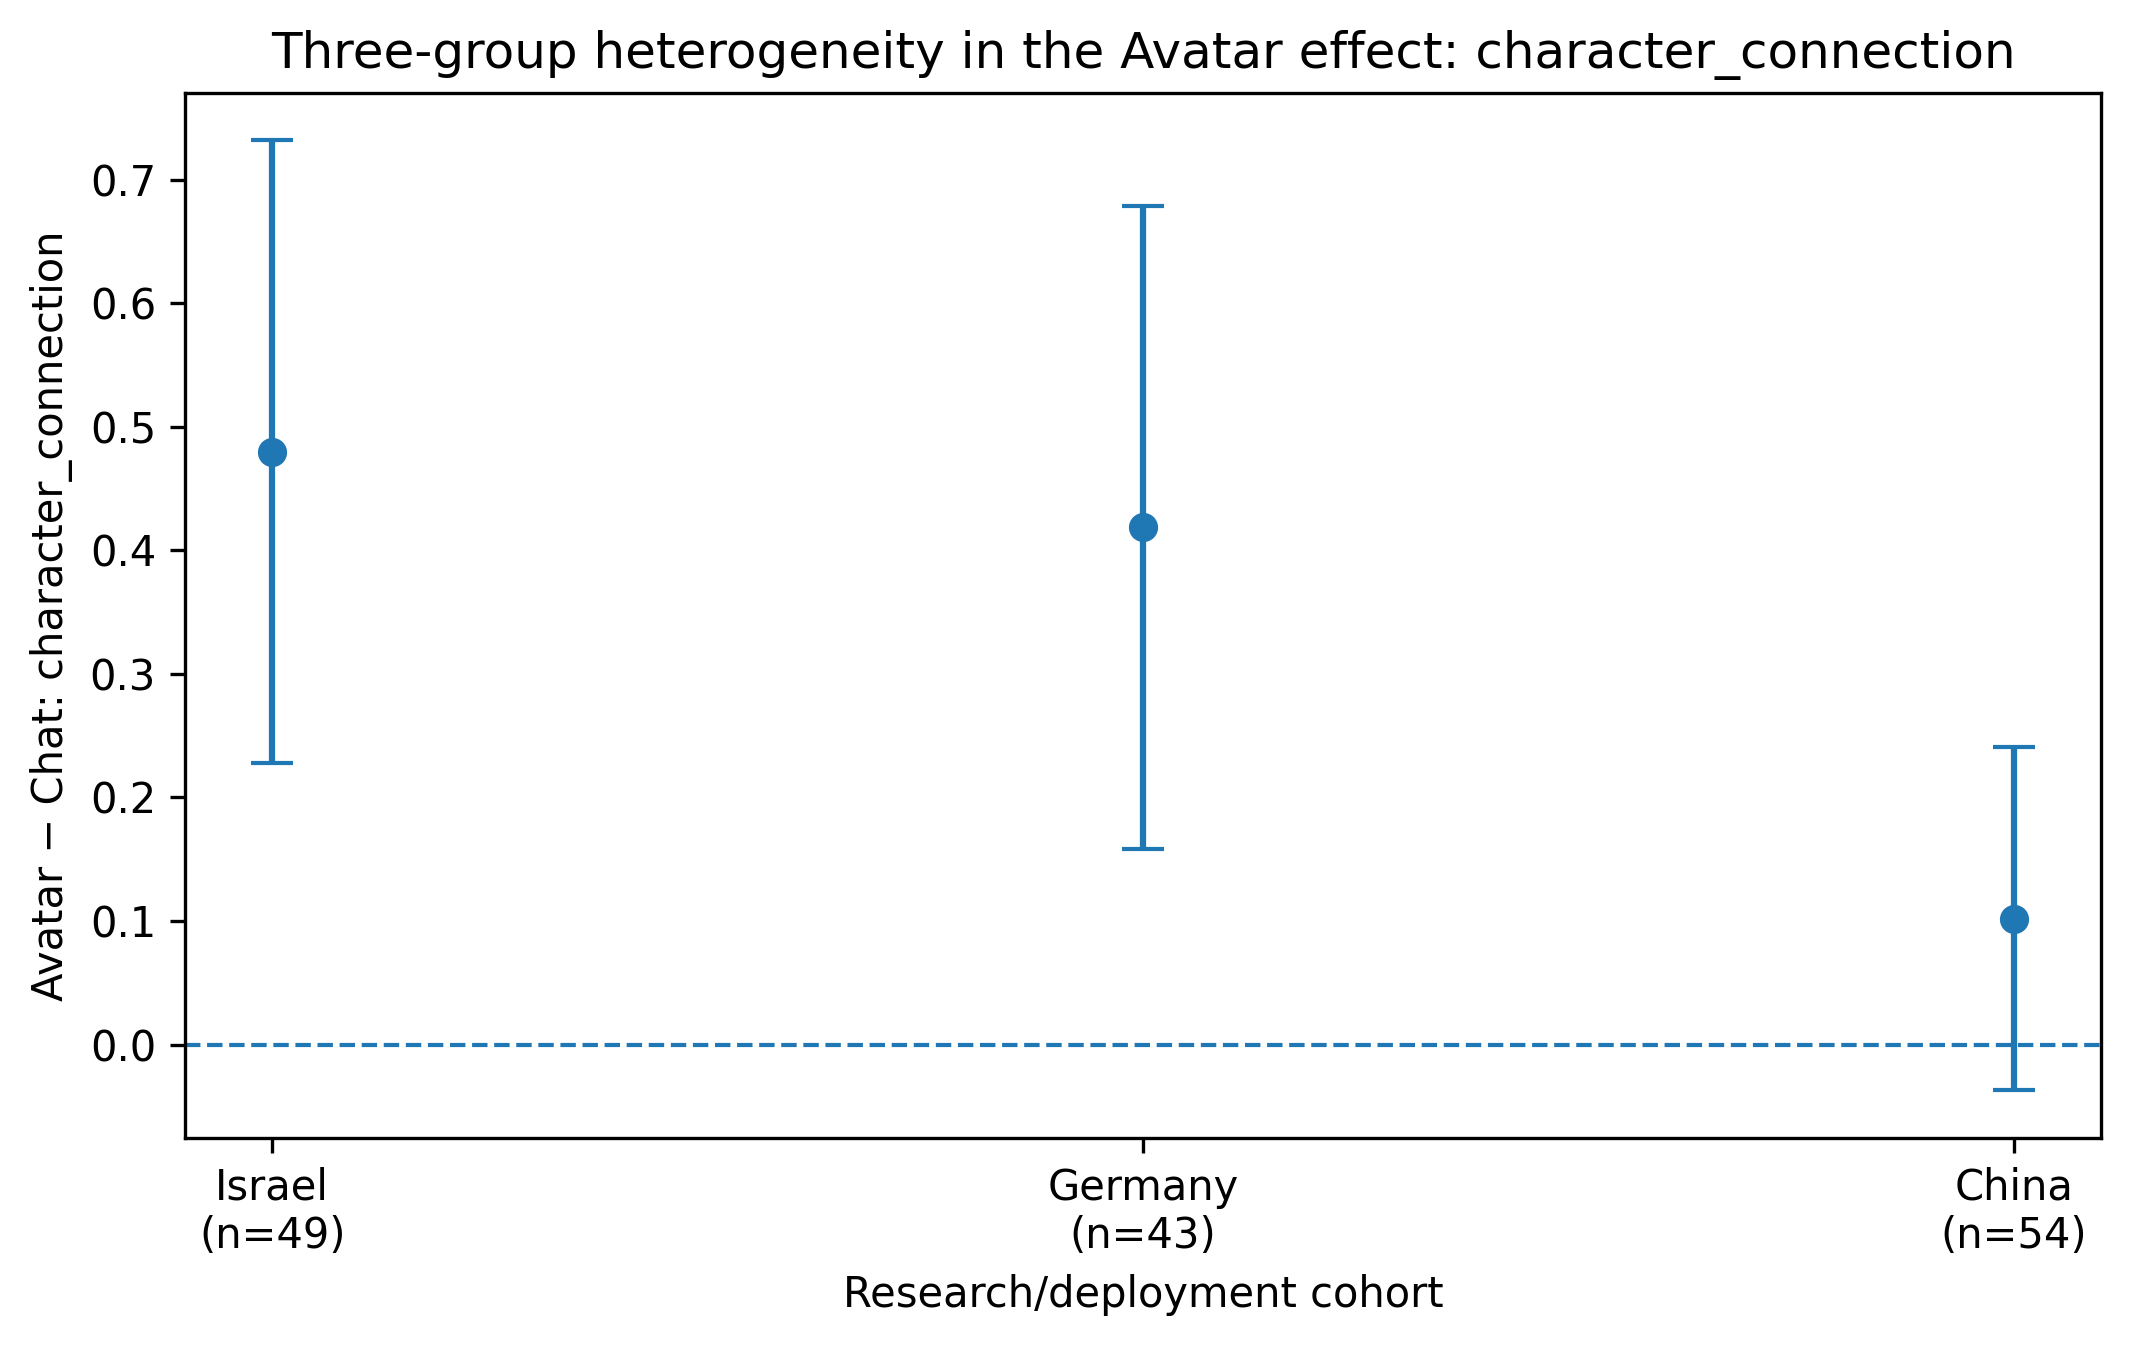 Three-group heterogeneity in the Avatar effect: character_connection
Avatar − Chat: character_connection
0.7
0.6
0.5
0.4
0.3
0.2
0.1
0.0
Israel
(n=49)
Germany
(n=43)
China
(n=54)
Research/deployment cohort